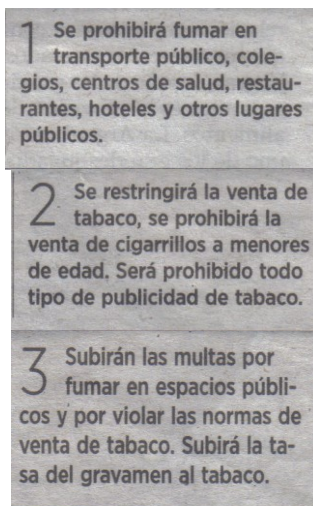 1 Se prohibirá fumar en
transporte público, cole-
gios, centros de salud, restau-
rantes, hoteles y otros lugares
públicos.
2 Se restringirá la venta de
tabaco, se prohibirá la
venta de cigarrillos a menores
de edad. Será prohibido todo
tipo de publicidad de tabaco.
3 Subirán las multas por
fumar en espacios públi-
cos y por violar las normas de
venta de tabaco. Subirá la ta-
sa del gravamen al tabaco.